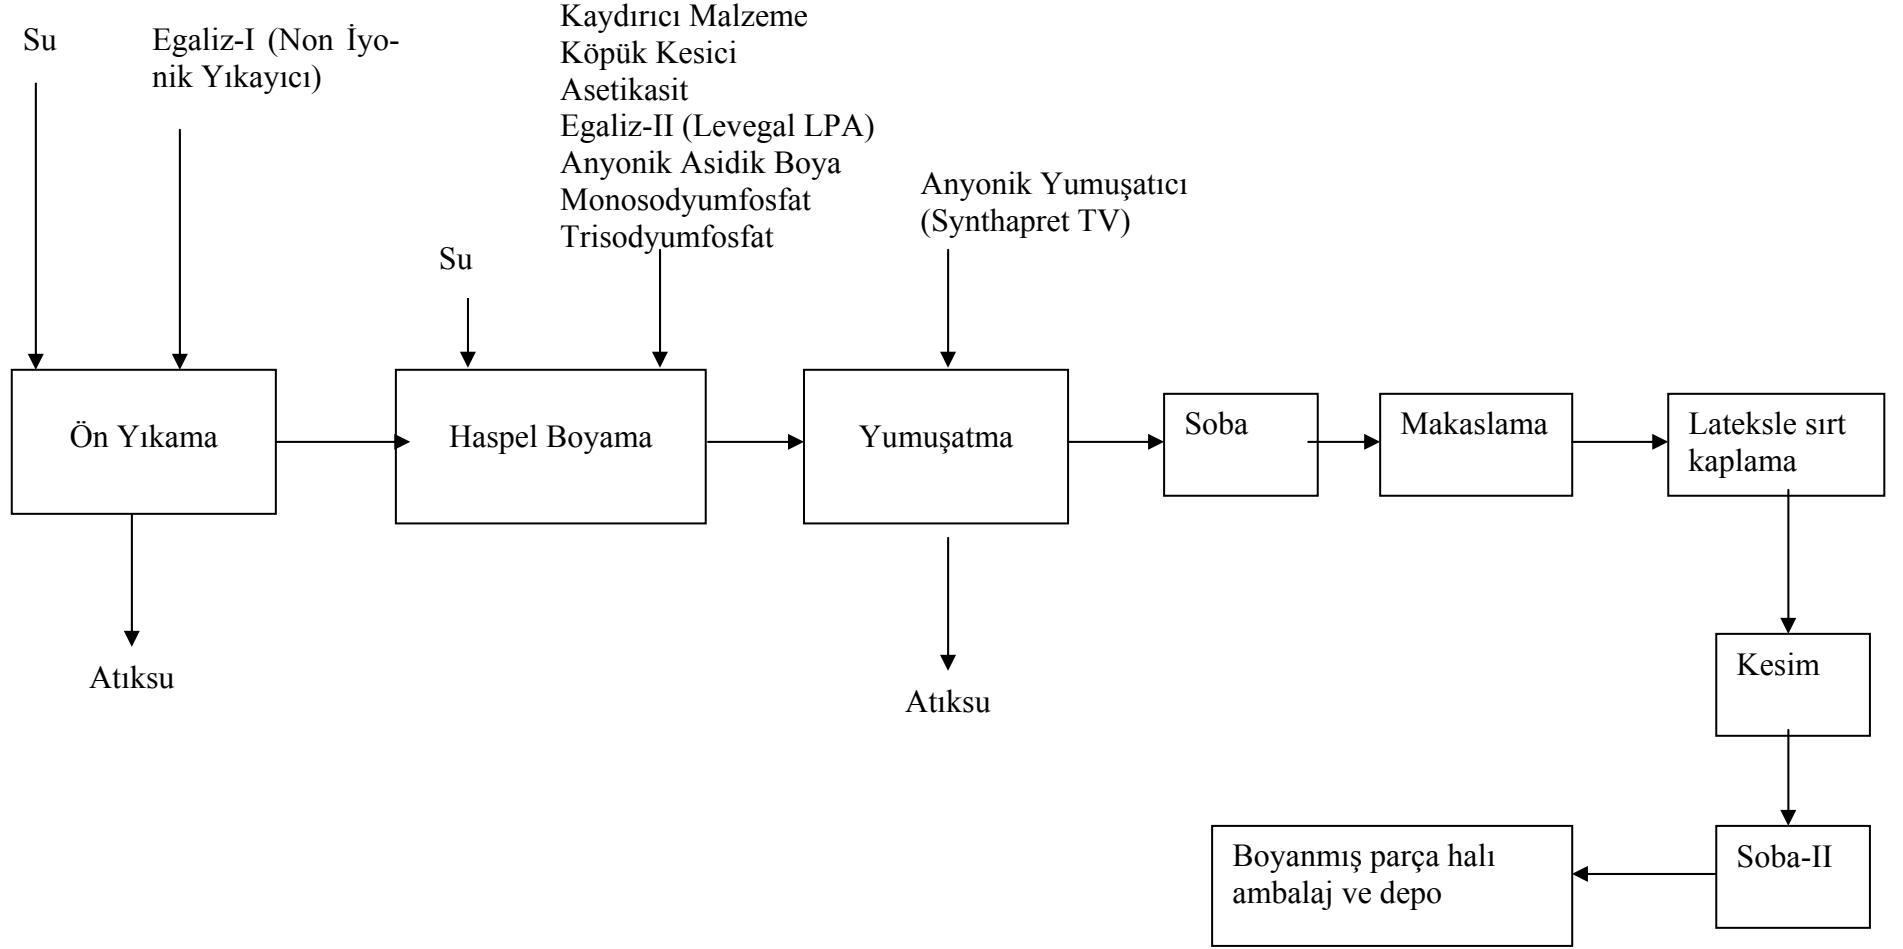 Su
Egaliz-I (Non İyo-
nik Yıkayıcı)
Kaydırıcı Malzeme
Köpük Kesici
Asetikasit
Egaliz-II (Levegal LPA)
Anyonik Asidik Boya
Monosodyumfosfat
Trisodyumfosfat
Su
Anyonik Yumuşatıcı
(Synthapret TV)
Ön Yıkama
Haspel Boyama
Yumuşatma
Soba
Makaslama
Lateksle sırt
kaplama
Atıksu
Atıksu
Kesim
Soba-II
Boyanmış parça halı
ambalaj ve depo